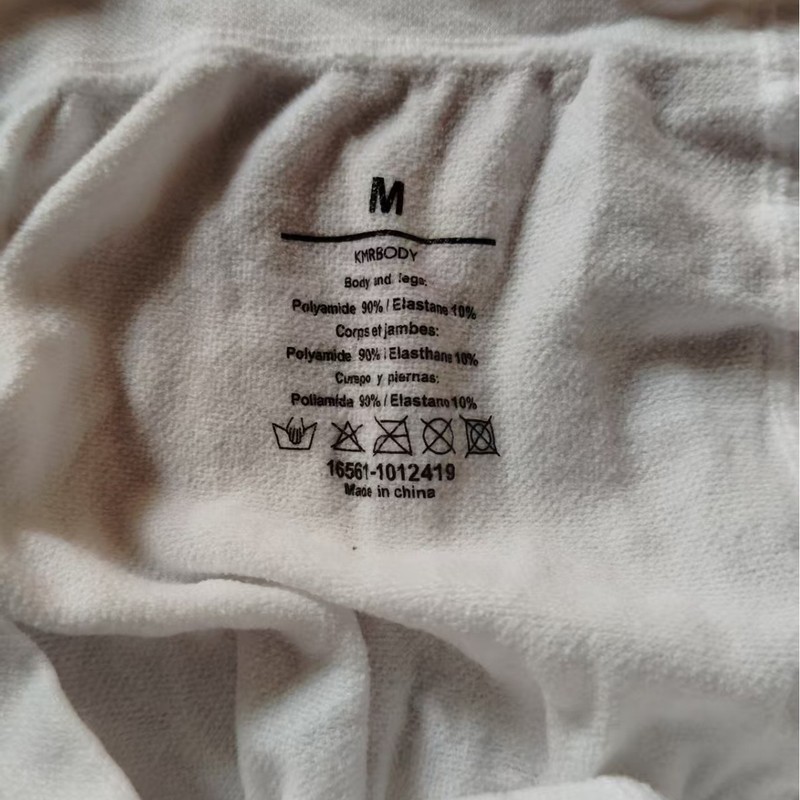 M
KMRBODY
Body and legs:
Polyamide 90% / Elastane 10%
Corps et jambes:
Polyamide 90% / Elasthane 10%
Cuerpo y piernas:
Poliamida 90% / Elastano 10%
16561-1012419
Made in china